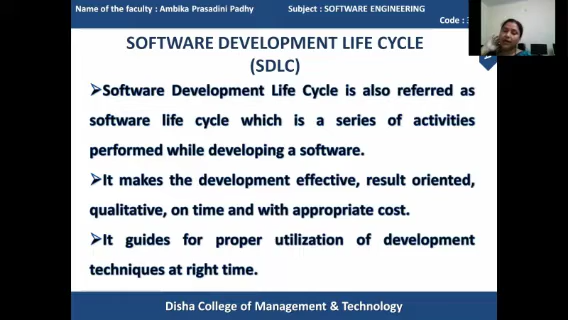 Name of the faculty : Ambika Prasadini Padhy Subject : SOFTWARE ENGINEERING
Code : 3
SOFTWARE DEVELOPMENT LIFE CYCLE
(SDLC)
➢Software Development Life Cycle is also referred as
software life cycle which is a series of activities
performed while developing a software.
➢It makes the development effective, result oriented,
qualitative, on time and with appropriate cost.
➢It guides for proper utilization of development
techniques at right time.
Disha College of Management & Technology